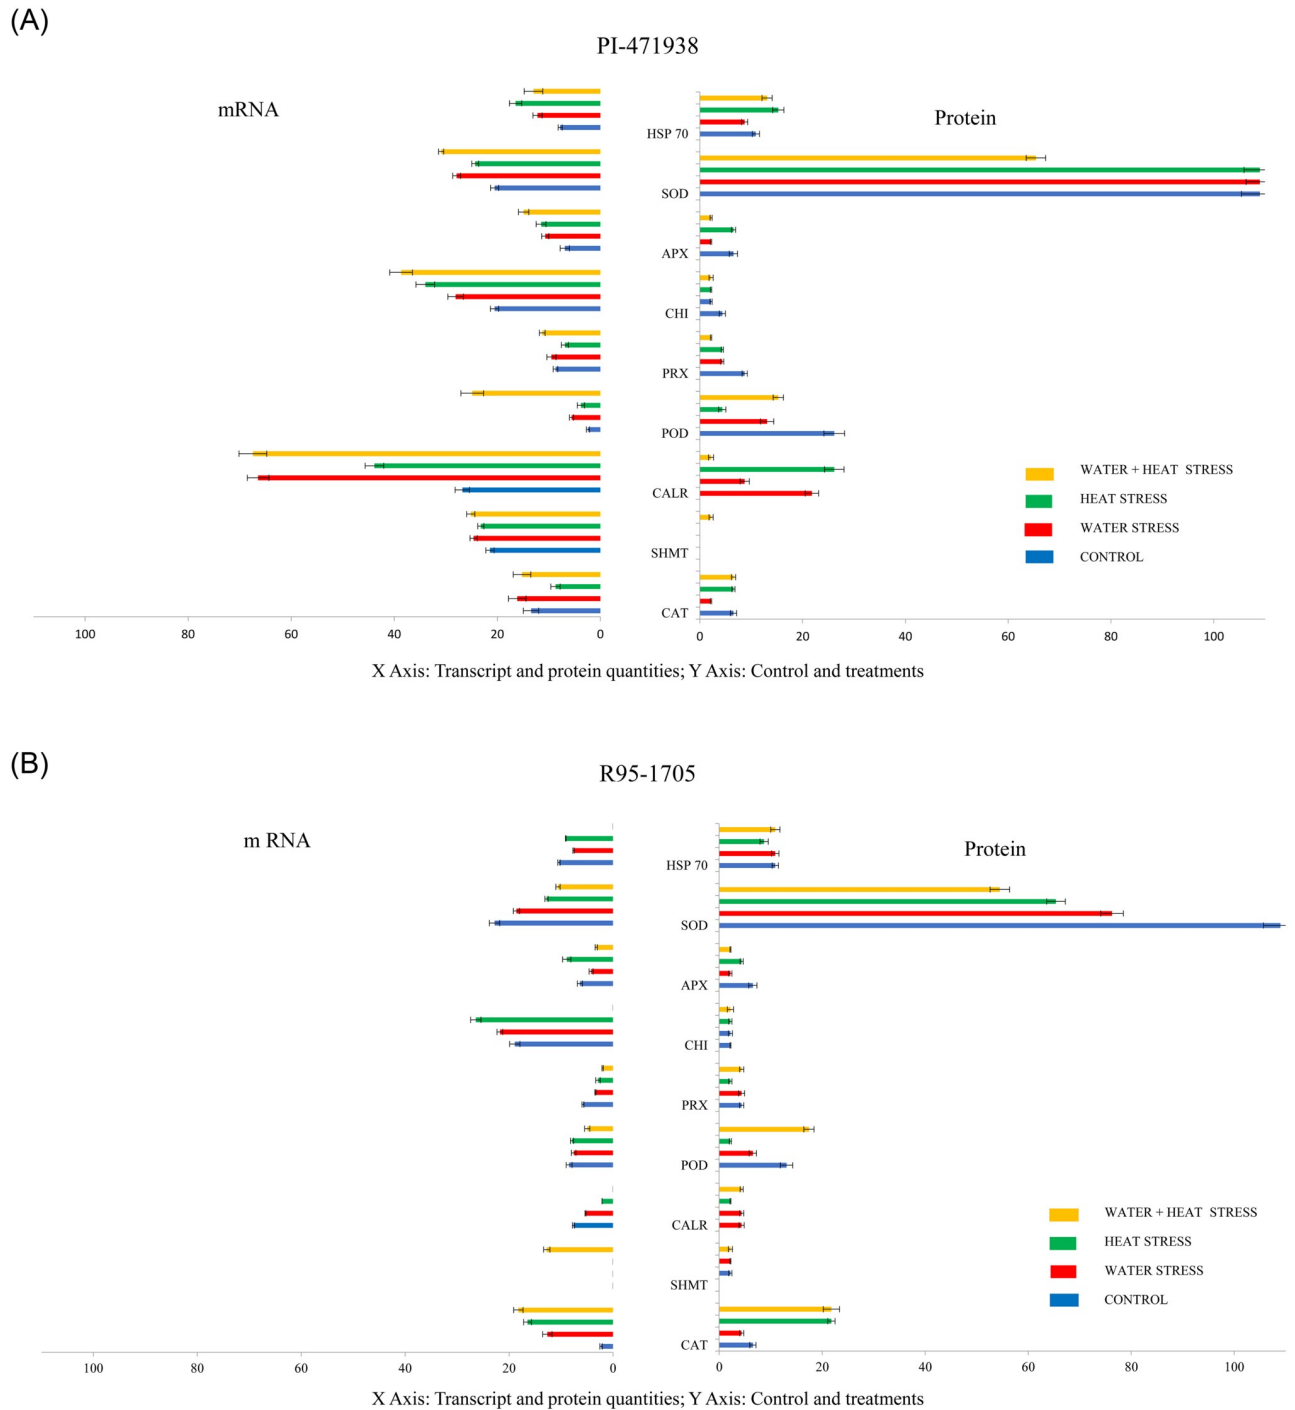 (A)
PI-471938
mRNA
Protein
HSP 70
SOD
APX
CHI
PRX
POD
CALR
SHMT
CAT
WATER + HEAT STRESS
HEAT STRESS
WATER STRESS
CONTROL
100 80 60 40 20 0
0 20 40 60 80 100
X Axis: Transcript and protein quantities; Y Axis: Control and treatments
(B)
R95-1705
m RNA
Protein
HSP 70
SOD
APX
CHI
PRX
POD
CALR
SHMT
CAT
WATER + HEAT STRESS
HEAT STRESS
WATER STRESS
CONTROL
100 80 60 40 20 0
0 20 40 60 80 100
X Axis: Transcript and protein quantities; Y Axis: Control and treatments